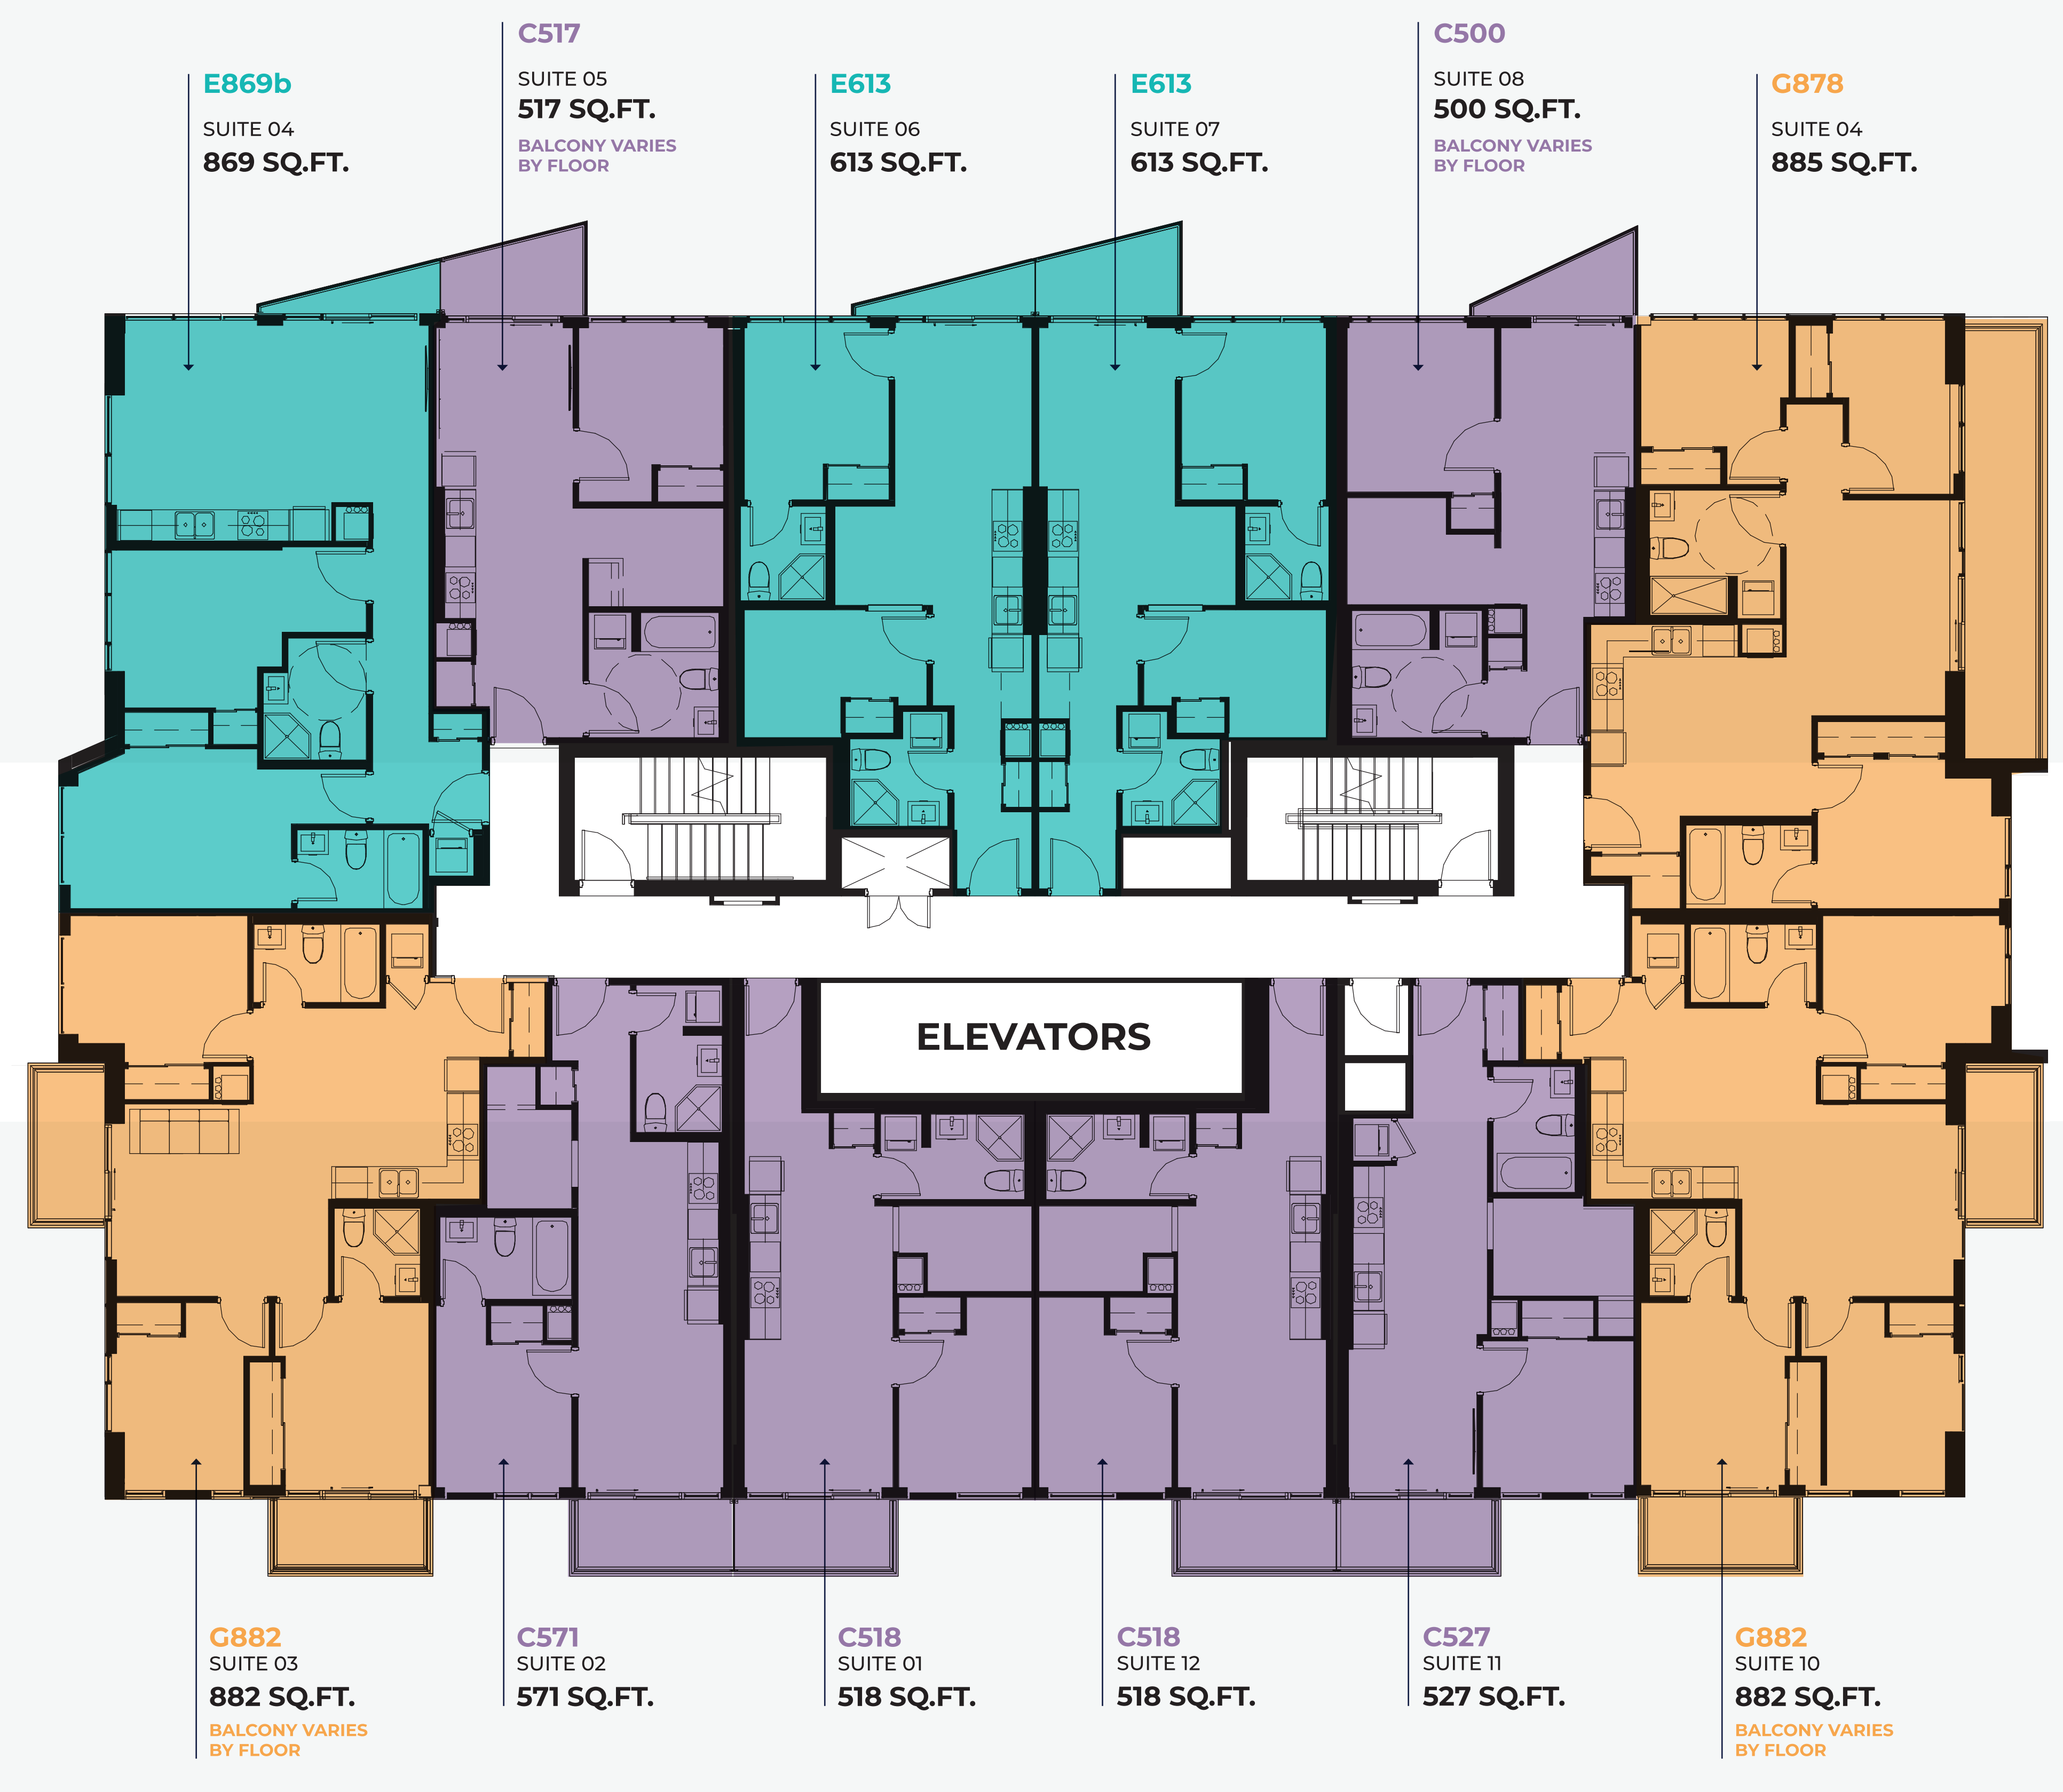 C517
SUITE 05
517 SQ.FT.
BALCONY VARIES
BY FLOOR
C500
SUITE 08
500 SQ.FT.
BALCONY VARIES
BY FLOOR
E869b
SUITE 04
869 SQ.FT.
E613
SUITE 06
613 SQ.FT.
E613
SUITE 07
613 SQ.FT.
G878
SUITE 04
885 SQ.FT.
ELEVATORS
G882
SUITE 03
882 SQ.FT.
BALCONY VARIES
BY FLOOR
C571
SUITE 02
571 SQ.FT.
C518
SUITE 01
518 SQ.FT.
C518
SUITE 12
518 SQ.FT.
C527
SUITE 11
527 SQ.FT.
G882
SUITE 10
882 SQ.FT.
BALCONY VARIES
BY FLOOR